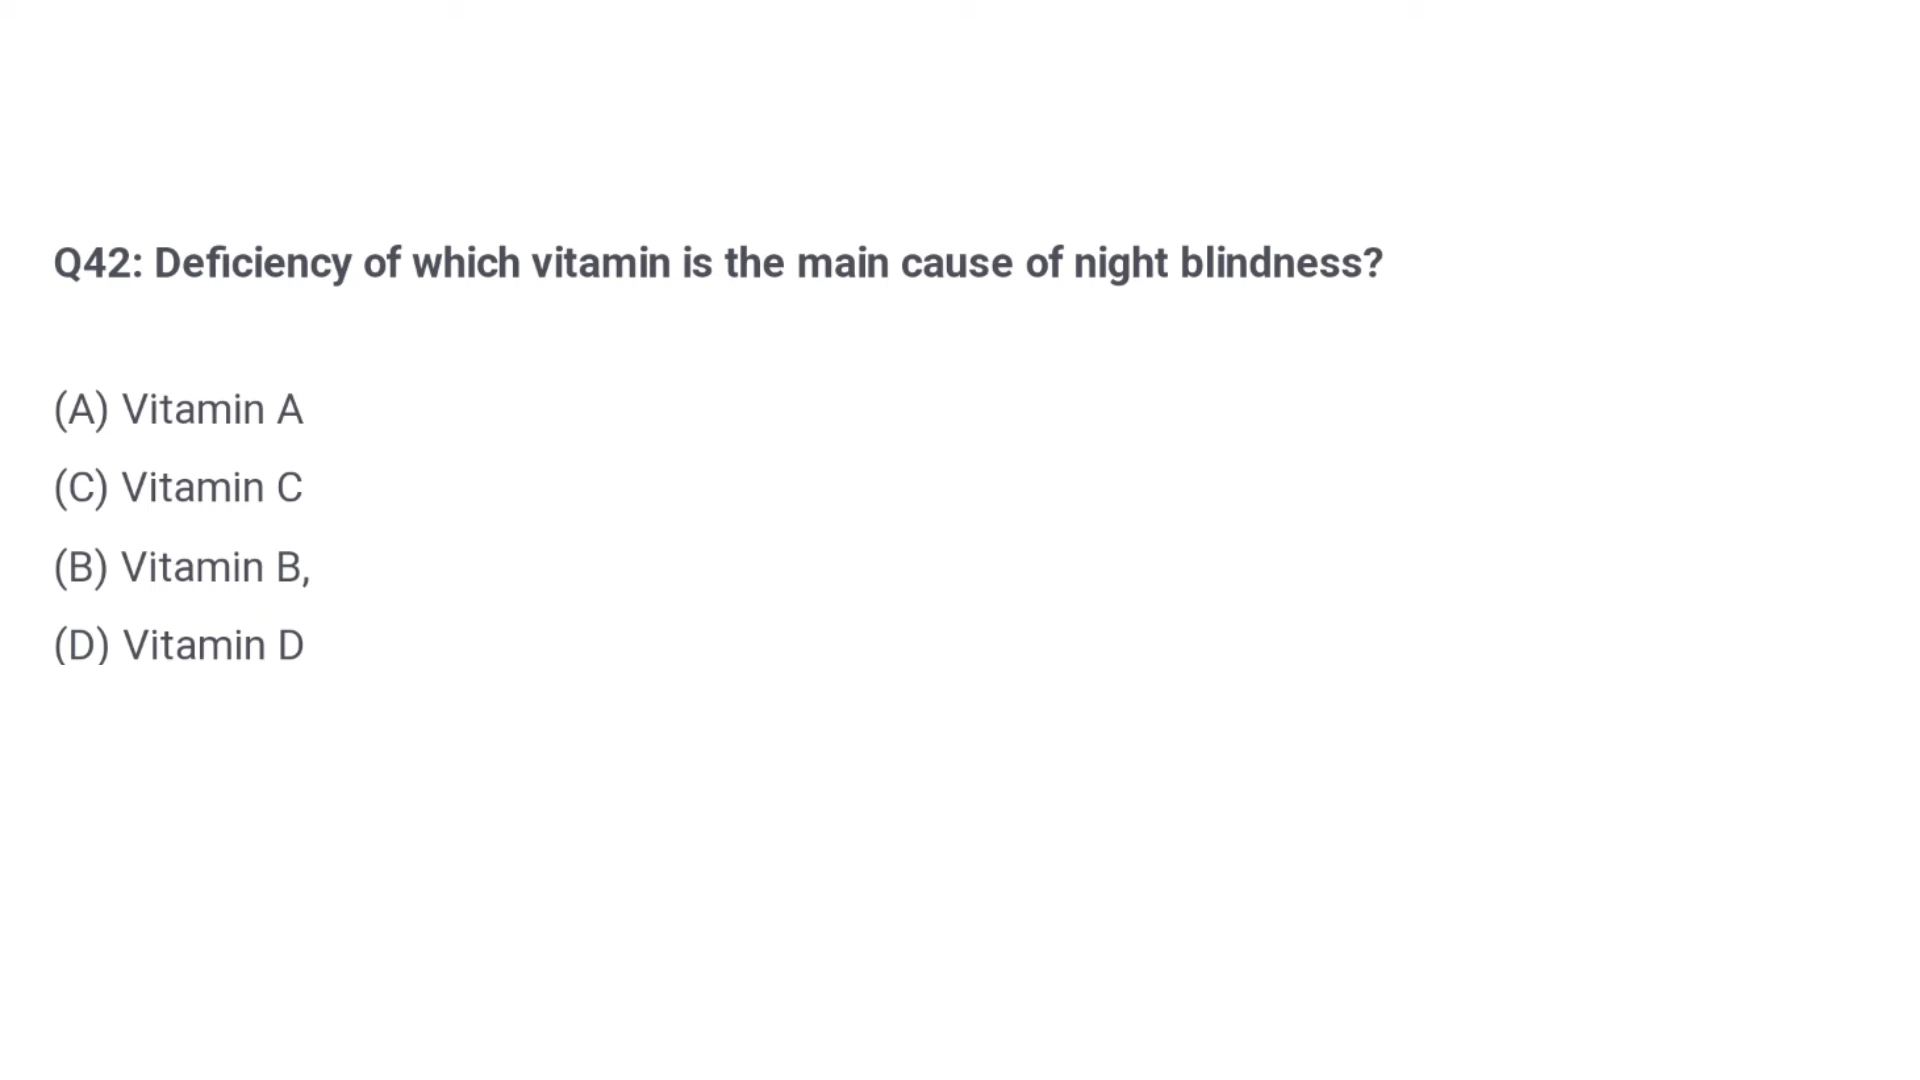 Q42: Deficiency of which vitamin is the main cause of night blindness?
(A) Vitamin A
(C) Vitamin C
(B) Vitamin B,
(D) Vitamin D